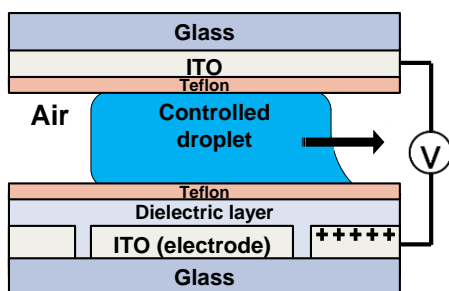 Glass
ITO
Teflon
Air
Controlled
droplet
V
Teflon
Dielectric layer
ITO (electrode)
+++++
Glass